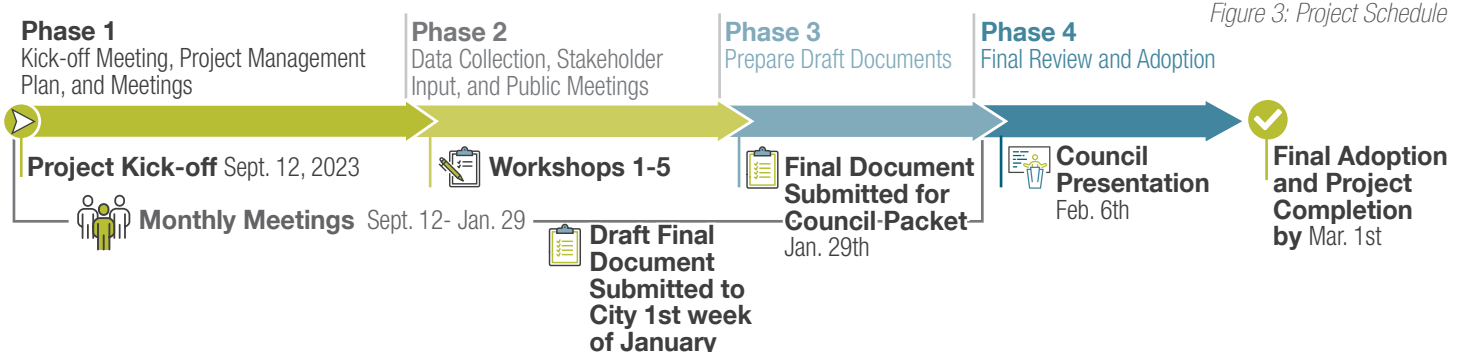 Figure 3: Project Schedule
Phase 1
Kick-off Meeting, Project Management
Plan, and Meetings
Phase 2
Data Collection, Stakeholder
Input, and Public Meetings
Phase 3
Prepare Draft Documents
Phase 4
Final Review and Adoption
Project Kick-off Sept. 12, 2023
Monthly Meetings Sept. 12- Jan. 29
Workshops 1-5
Draft Final
Document
Submitted to
City 1st week
of January
Final Document
Submitted for
Council-Packet
Jan. 29th
Council
Presentation
Feb. 6th
Final Adoption
and Project
Completion
by Mar. 1st